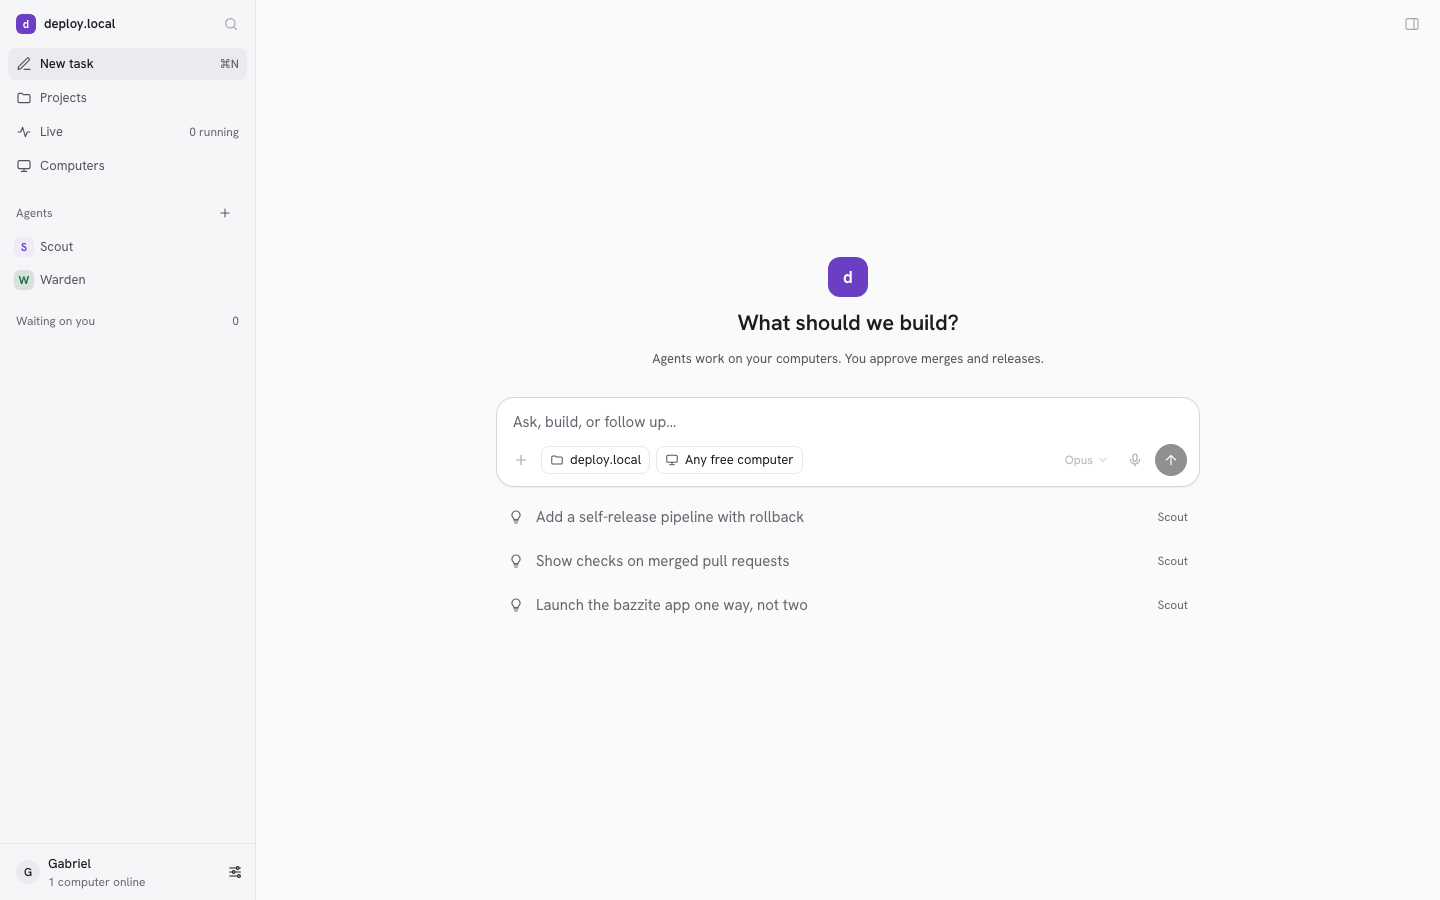 d deploy.local
New task ⌘N
Projects
Live 0 running
Computers
Agents
S Scout
W Warden
Waiting on you 0
d
What should we build?
Agents work on your computers. You approve merges and releases.
Ask, build, or follow up...
deploy.local Any free computer Opus
Add a self-release pipeline with rollback Scout
Show checks on merged pull requests Scout
Launch the bazzite app one way, not two Scout
G Gabriel
1 computer online